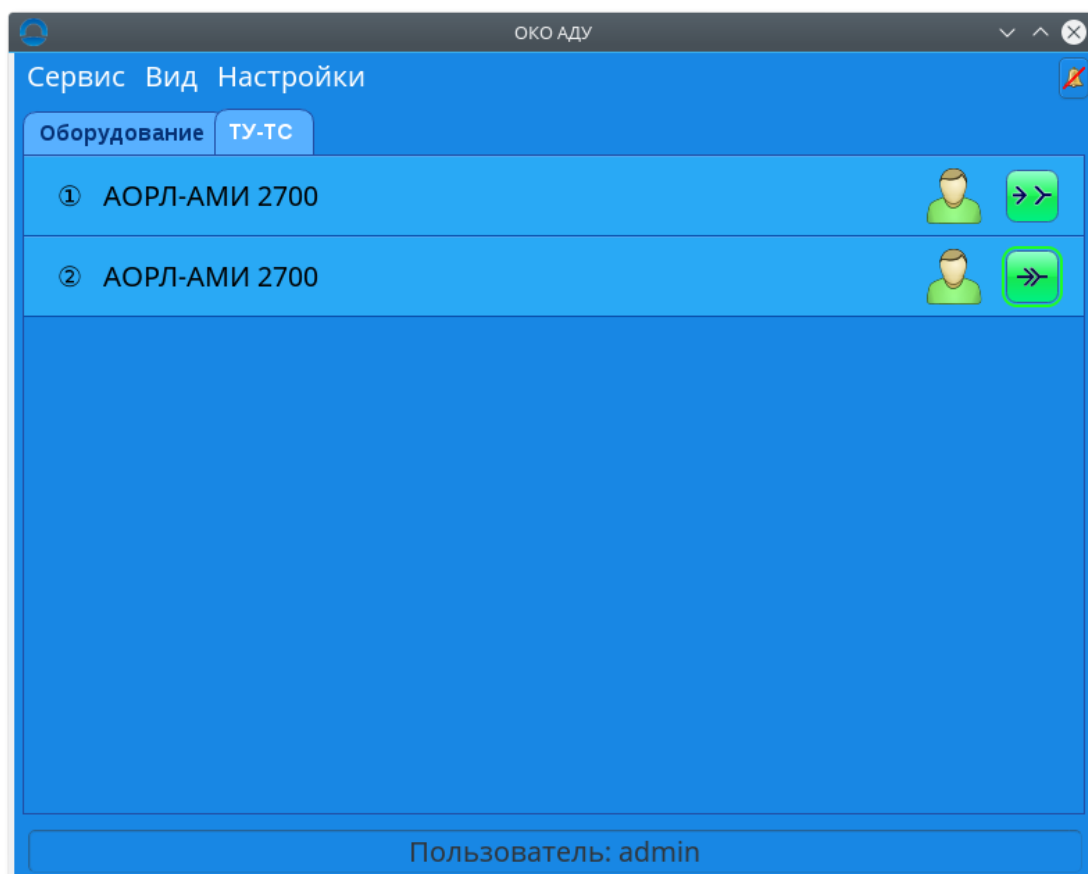 ОКО АДУ
Сервис Вид Настройки
Оборудование ТУ-ТС
① АОРЛ-АМИ 2700
② АОРЛ-АМИ 2700
Пользователь: admin